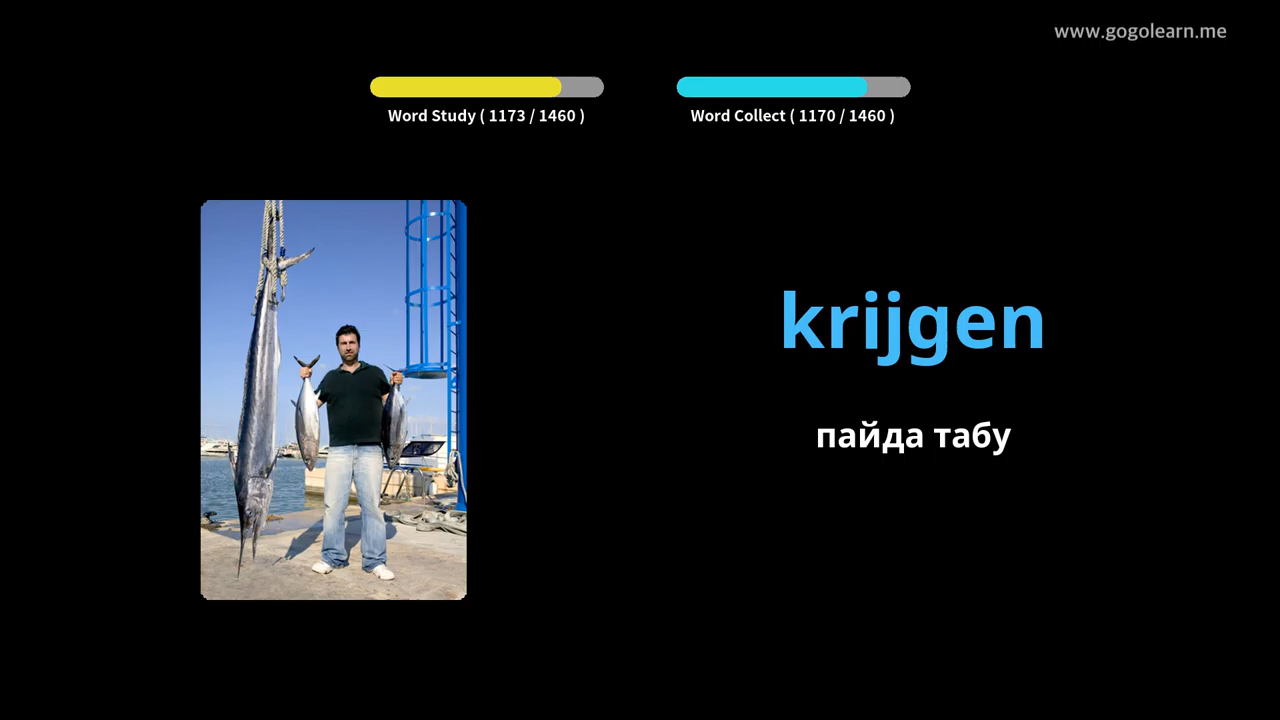 www.gogolearn.me
Word Study ( 1173 / 1460 )
Word Collect ( 1170 / 1460 )
krijgen
пайда табу